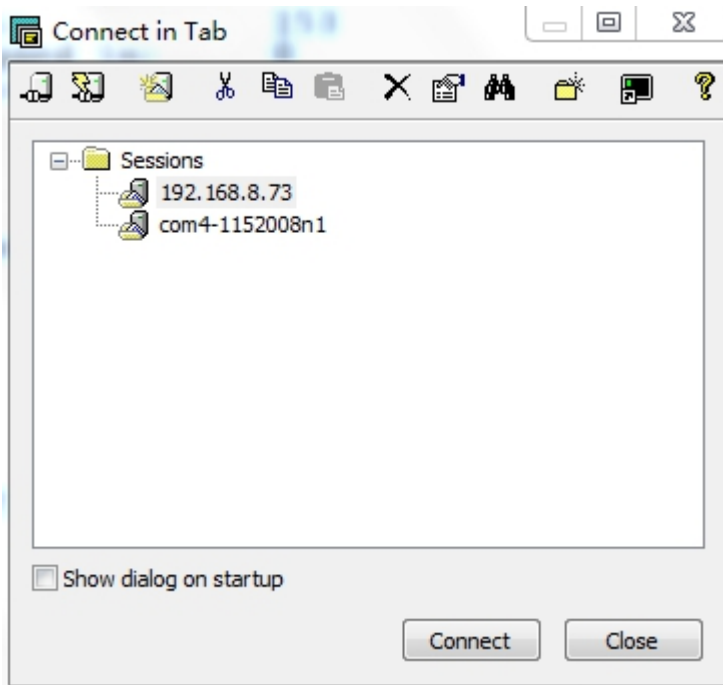 Connect in Tab
Sessions
192.168.8.73
com4-1152008n1
Show dialog on startup
Connect
Close